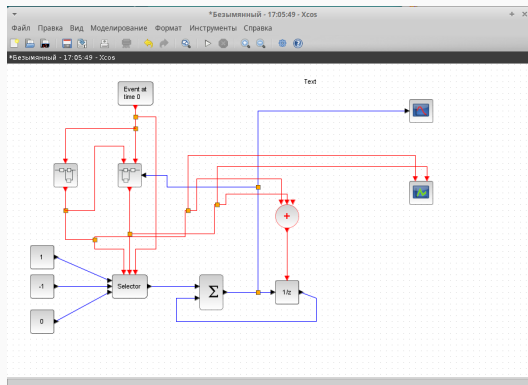 *Безымянный - 17:05:49 - Xcos
Файл Правка Вид Моделирование Формат Инструменты Справка
*Безымянный - 17:05:49 - Xcos
Text
Event at
time 0
+
1
-1
Selector
Σ
1/z
0